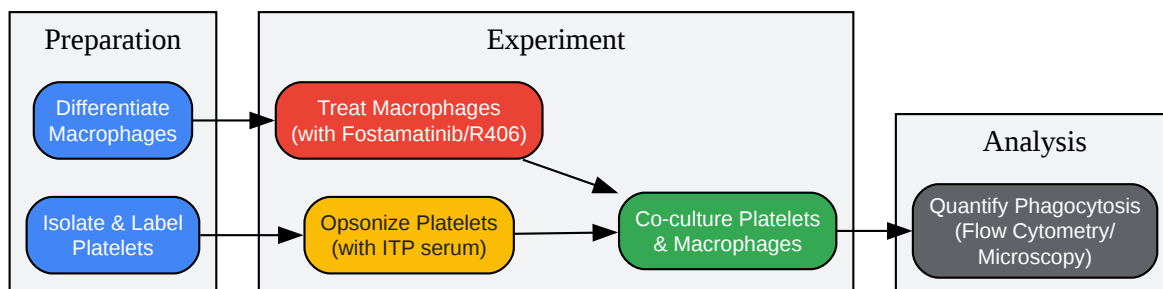 Preparation
Differentiate
Macrophages
Isolate & Label
Platelets
Experiment
Treat Macrophages
(with Fostamatinib/R406)
Opsonize Platelets
(with ITP serum)
Co-culture Platelets
& Macrophages
Analysis
Quantify Phagocytosis
(Flow Cytometry/
Microscopy)